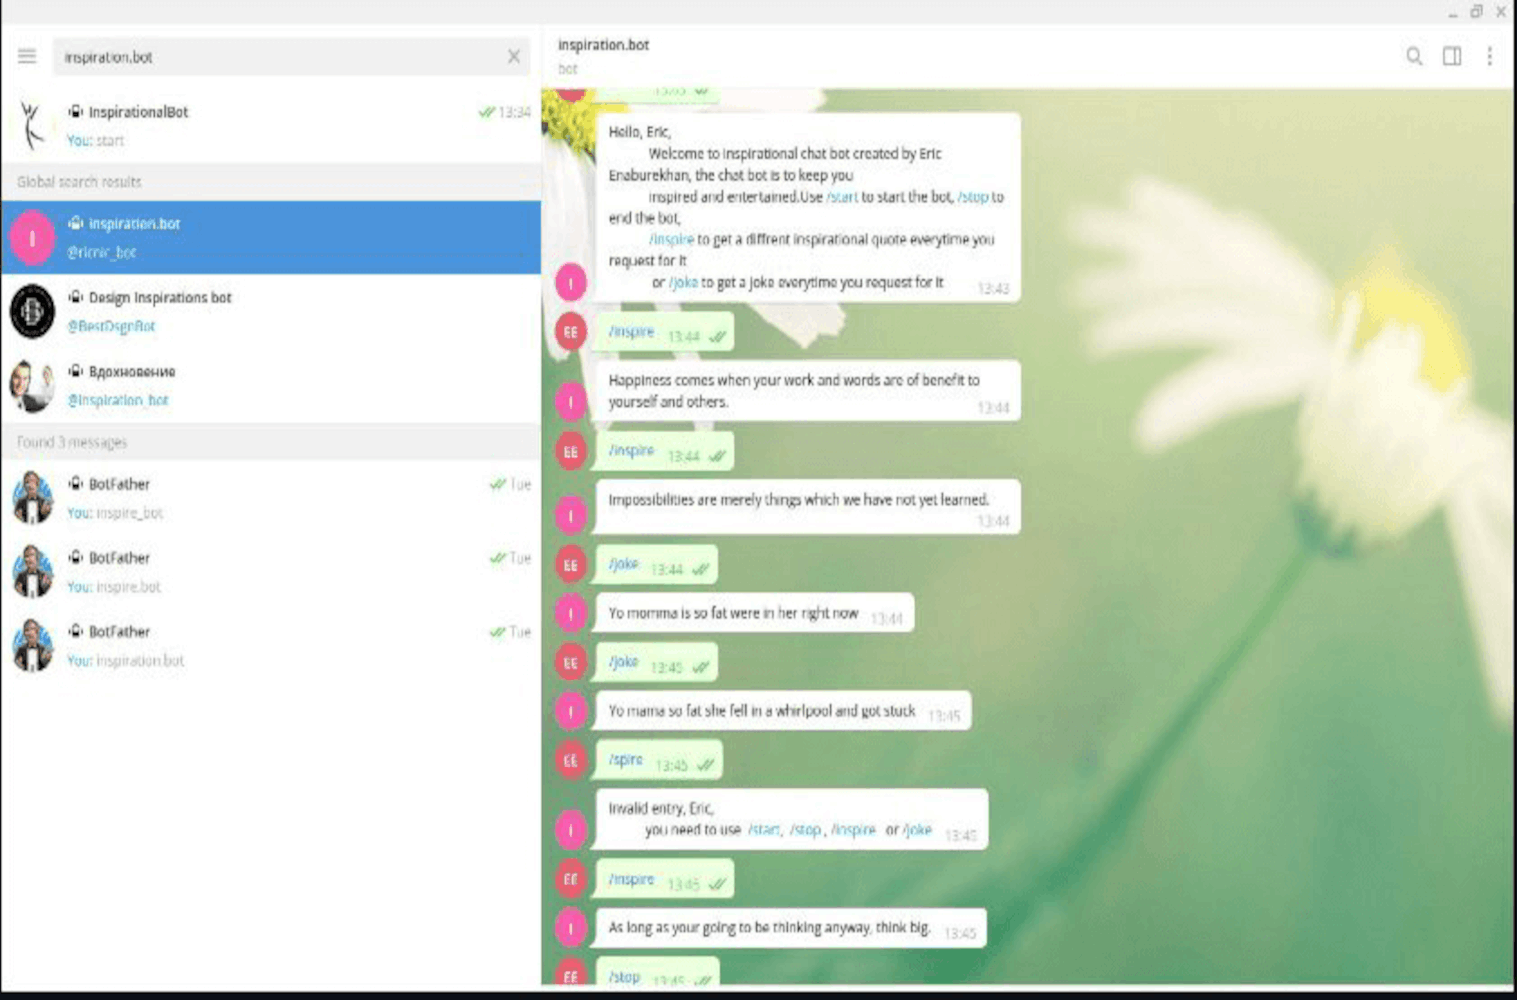 inspiration.bot
InspirationalBot
13:34
You: start
Global search results
I
inspiration.bot
@ricnic_bot
Design Inspirations bot
@BestDsgnBot
Вдохновение
@inspiration_bot
Found 3 messages
BotFather
Tue
You: inspire_bot
BotFather
Tue
You: inspire.bot
BotFather
Tue
You: inspiration.bot
inspiration.bot
bot
Hello, Eric,
Welcome to inspirational chat bot created by Eric
Enaburekhan, the chat bot is to keep you
inspired and entertained.Use /start to start the bot, /stop to
end the bot,
/inspire to get a diffrent inspirational quote everytime you
request for it
or /joke to get a joke everytime you request for it
13:43
I
EE
/inspire 13:44
Happiness comes when your work and words are of benefit to
yourself and others.
13:44
I
EE
/inspire 13:44
Impossibilities are merely things which we have not yet learned.
13:44
I
EE
/joke 13:44
I
Yo momma is so fat were in her right now 13:44
EE
/joke 13:45
I
Yo mama so fat she fell in a whirlpool and got stuck 13:45
EE
/spire 13:45
Invalid entry, Eric,
you need to use /start, /stop , /inspire or /joke 13:45
I
EE
/inspire 13:45
I
As long as your going to be thinking anyway, think big. 13:45
EE
/stop 13:45